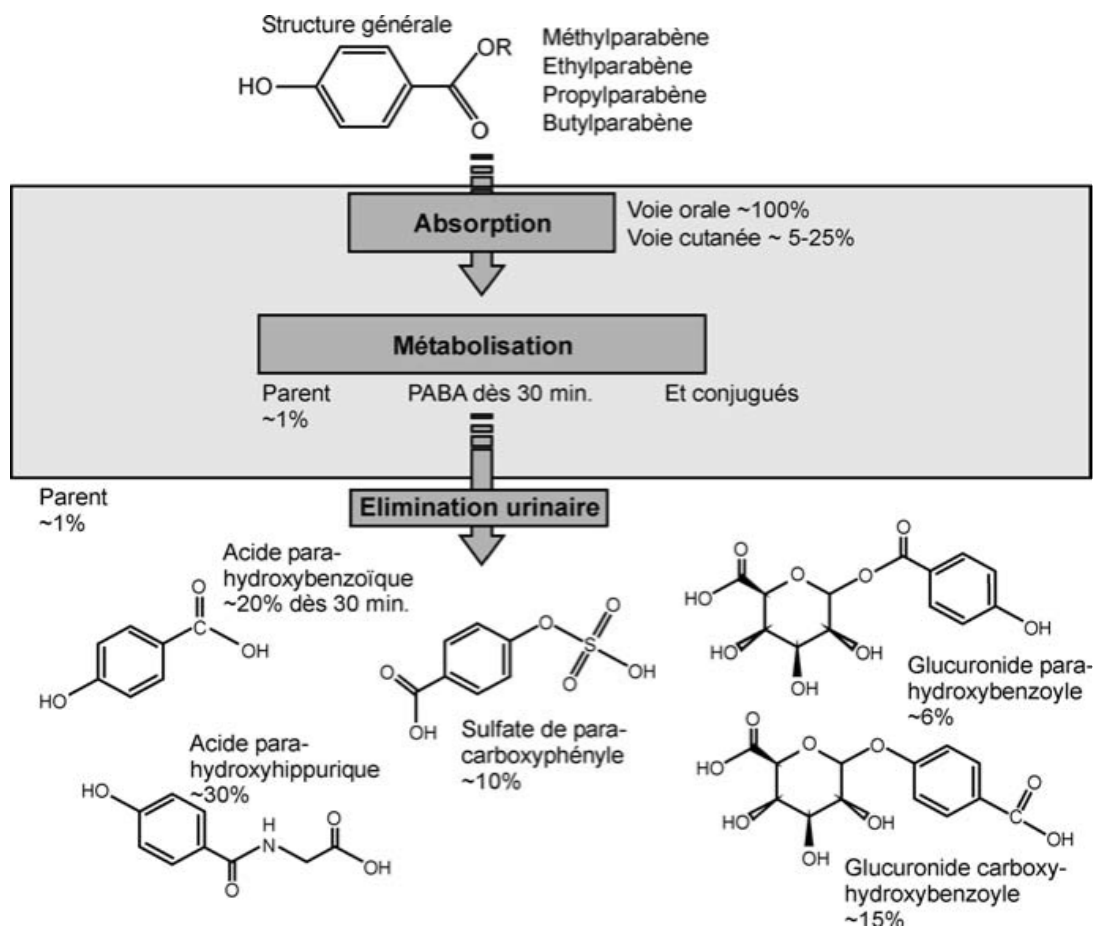 Structure générale
OR
HO
O
Méthylparabène
Ethylparabène
Propylparabène
Butylparabène
Absorption
Voie orale ~100%
Voie cutanée ~ 5-25%
Métabolisation
Parent
~1%
PABA dès 30 min.
Et conjugués
Parent
~1%
Elimination urinaire
Acide para-
hydroxybenzoïque
~20% dès 30 min.
O
C
OH
HO
O
O
S
OH
O
O
OH
Sulfate de para-
carboxyphényle
~10%
O
HO
O
O
O
HO
OH
OH
OH
Glucuronide para-
hydroxybenzoyle
~6%
Acide para-
hydroxyhippurique
~30%
HO
H
N
O
O
OH
O
HO
O
O
HO
OH
OH
O
C
OH
Glucuronide carboxy-
hydroxybenzoyle
~15%